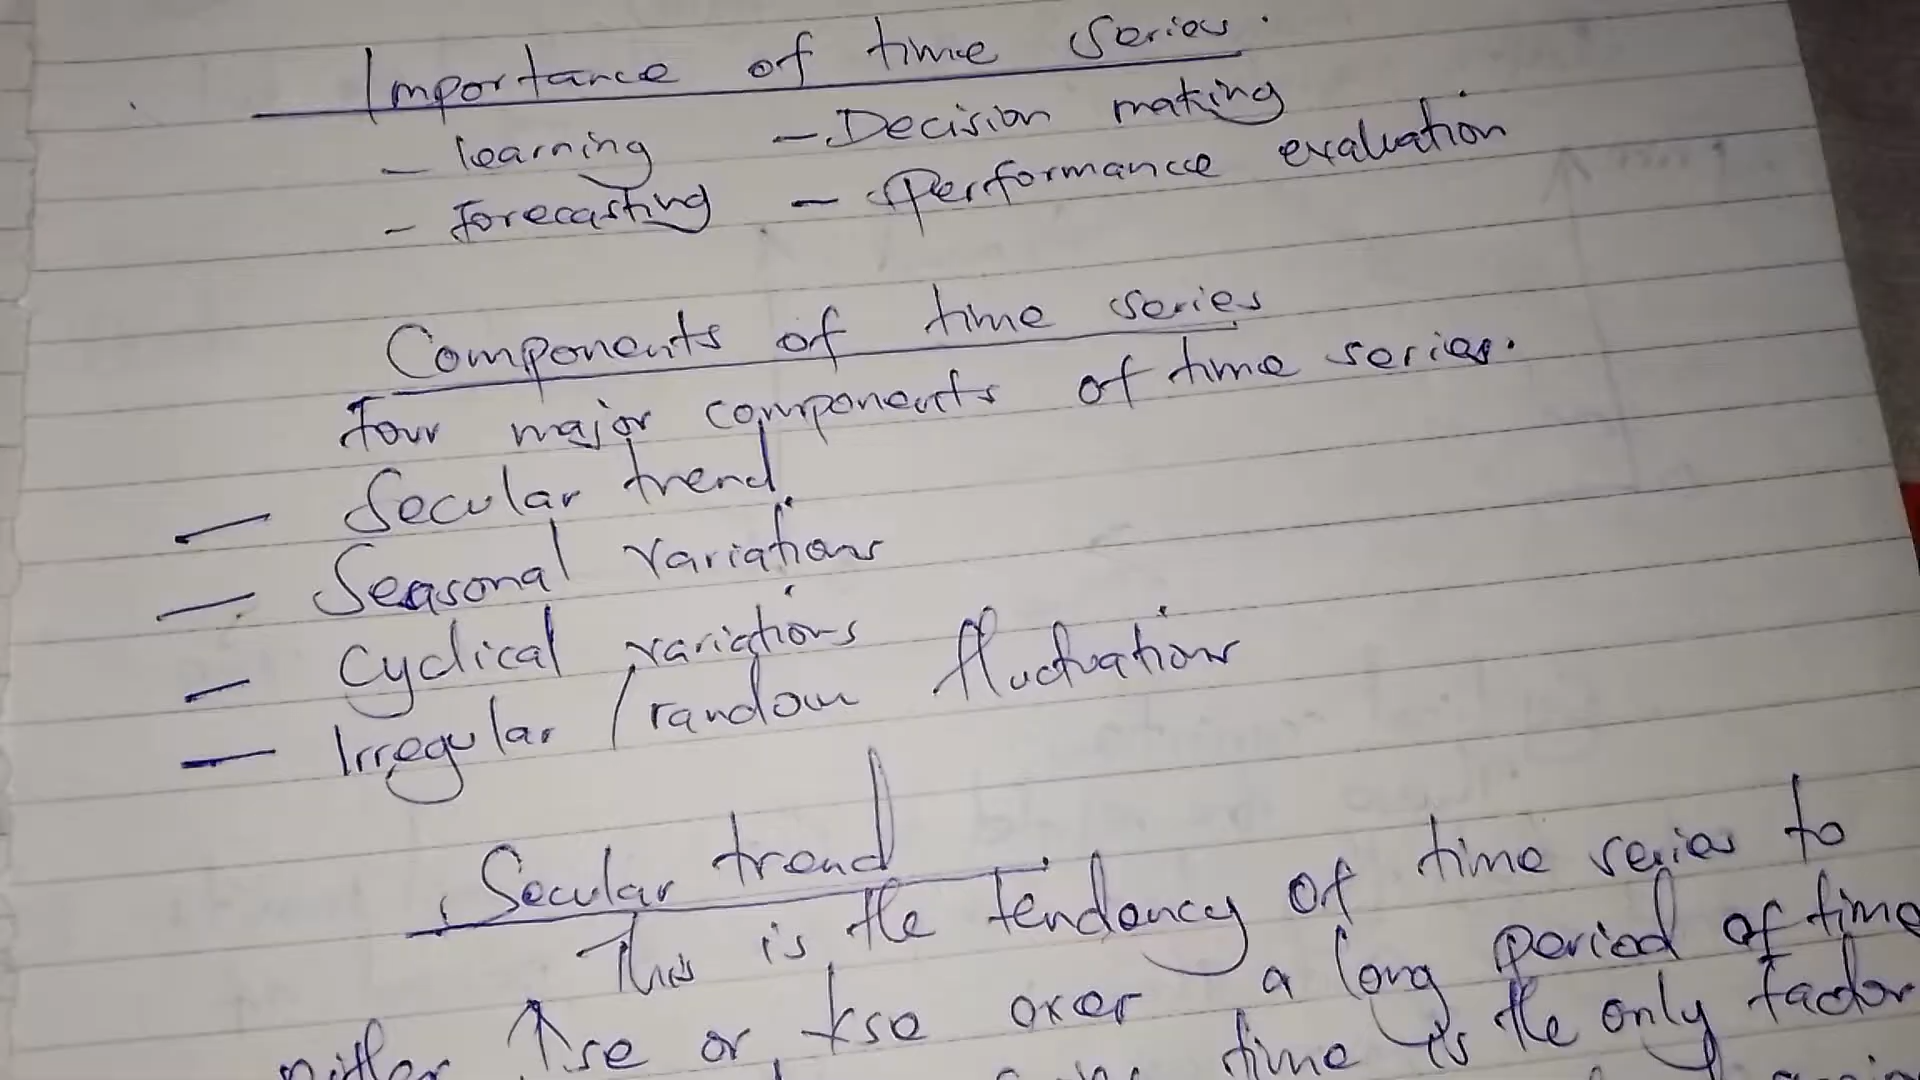 Importance of time series.
- learning - Decision making
- Forecasting - Performance evaluation
Components of time series
Four major components of time series.
- Secular trend
- Seasonal variations
- Cyclical variations
- Irregular / random fluctuations
Secular trend
This is the tendency of time series to
↑se or ↓se over a long period of time
time is the only factor